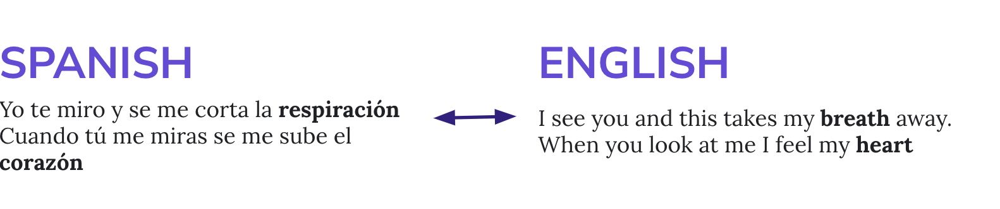 SPANISH
Yo te miro y se me corta la respiración
Cuando tú me miras se me sube el
corazón
ENGLISH
I see you and this takes my breath away.
When you look at me I feel my heart